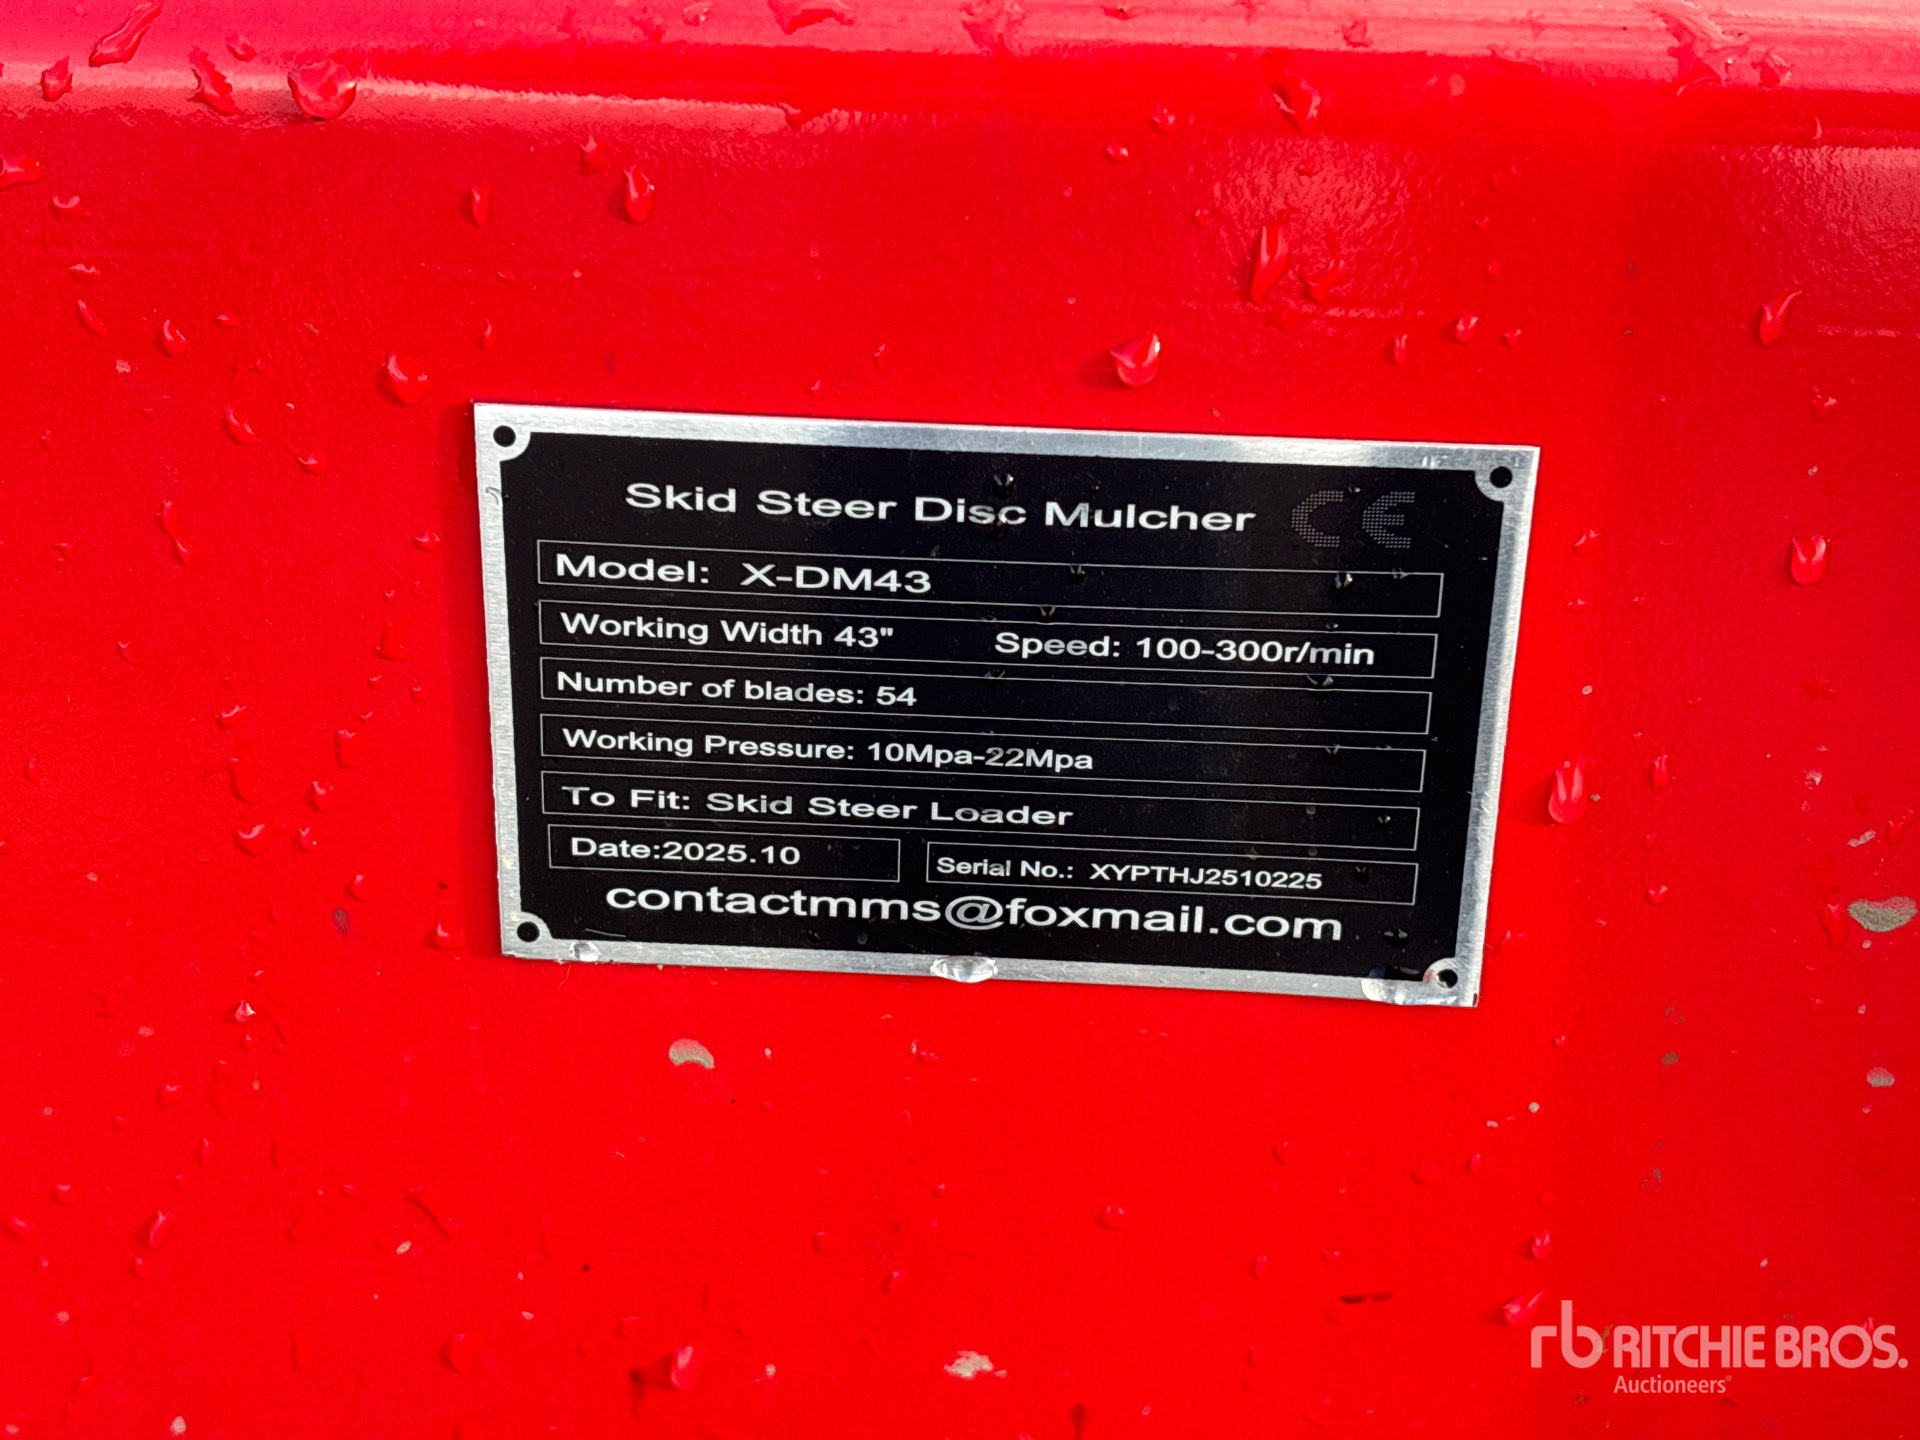 Skid Steer Disc Mulcher CE
Model: X-DM43
Working Width 43" Speed: 100-300r/min
Number of blades: 54
Working Pressure: 10Mpa-22Mpa
To Fit: Skid Steer Loader
Date:2025.10 Serial No.: XYPTHJ2510225
contactmms@foxmail.com
rb RITCHIE BROS.
Auctioneers®